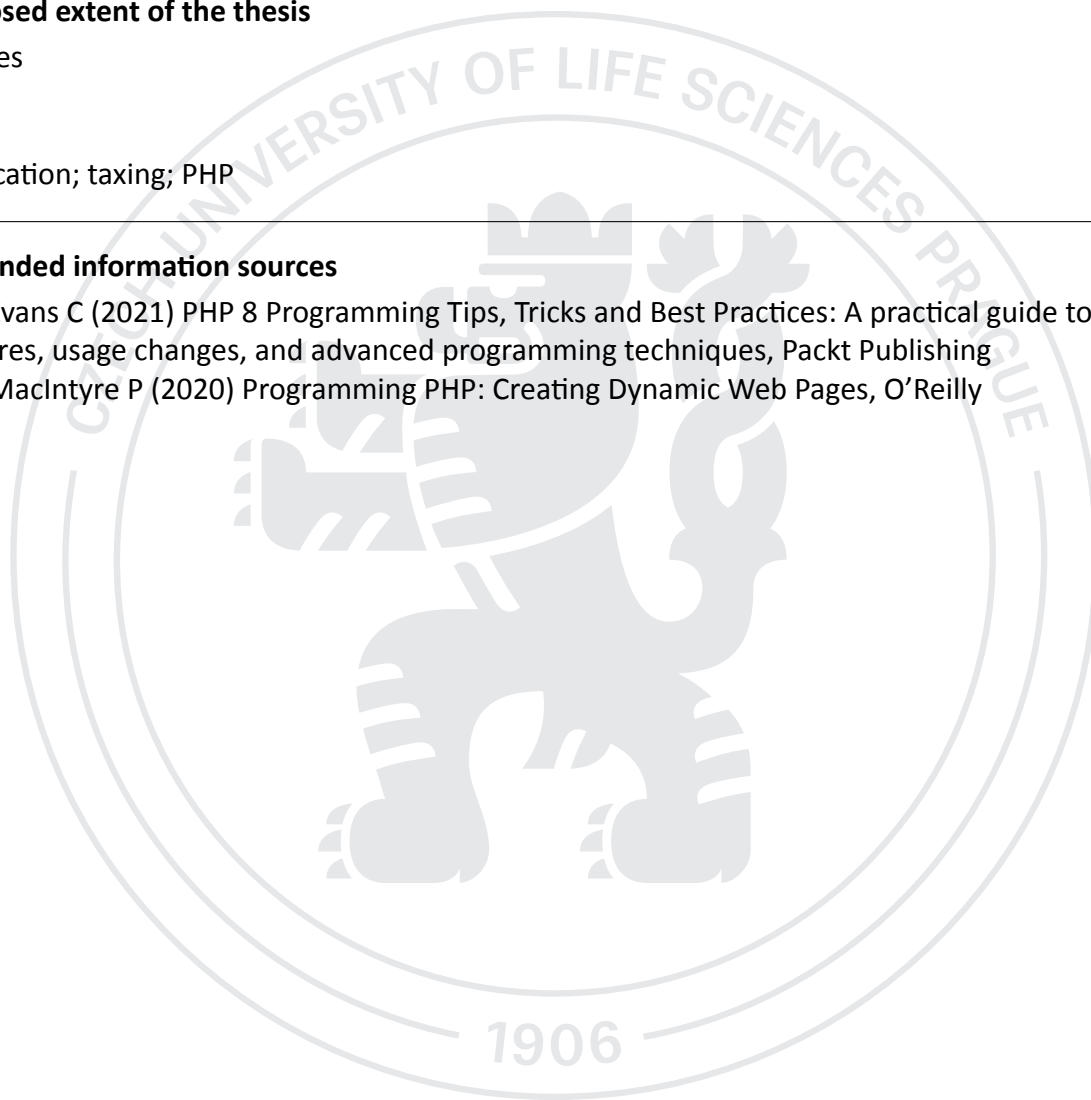 sed extent of the thesis
es
cation; taxing; PHP
nded information sources
vans C (2021) PHP 8 Programming Tips, Tricks and Best Practices: A practical guide to
res, usage changes, and advanced programming techniques, Packt Publishing
MacIntyre P (2020) Programming PHP: Creating Dynamic Web Pages, O’Reilly
CZECH UNIVERSITY OF LIFE SCIENCES PRAGUE
1906